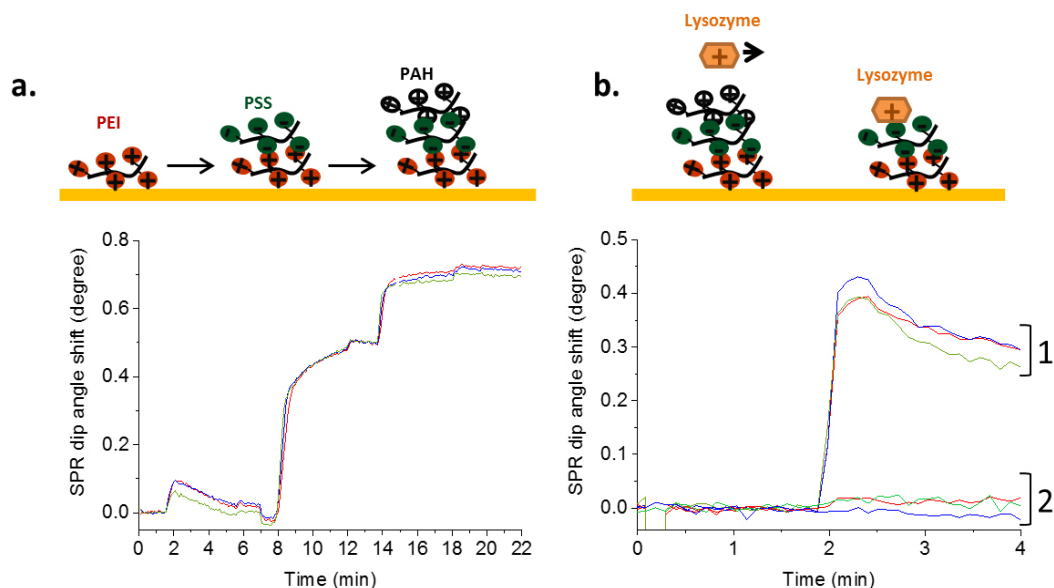 a.
PEI
PSS
PAH
SPR dip angle shift (degree)
0.8
0.6
0.4
0.2
0.0
0 2 4 6 8 10 12 14 16 18 20 22
Time (min)
b.
Lysozyme
Lysozyme
SPR dip angle shift (degree)
0.5
0.4
0.3
0.2
0.1
0.0
0 1 2 3 4
Time (min)
1
2